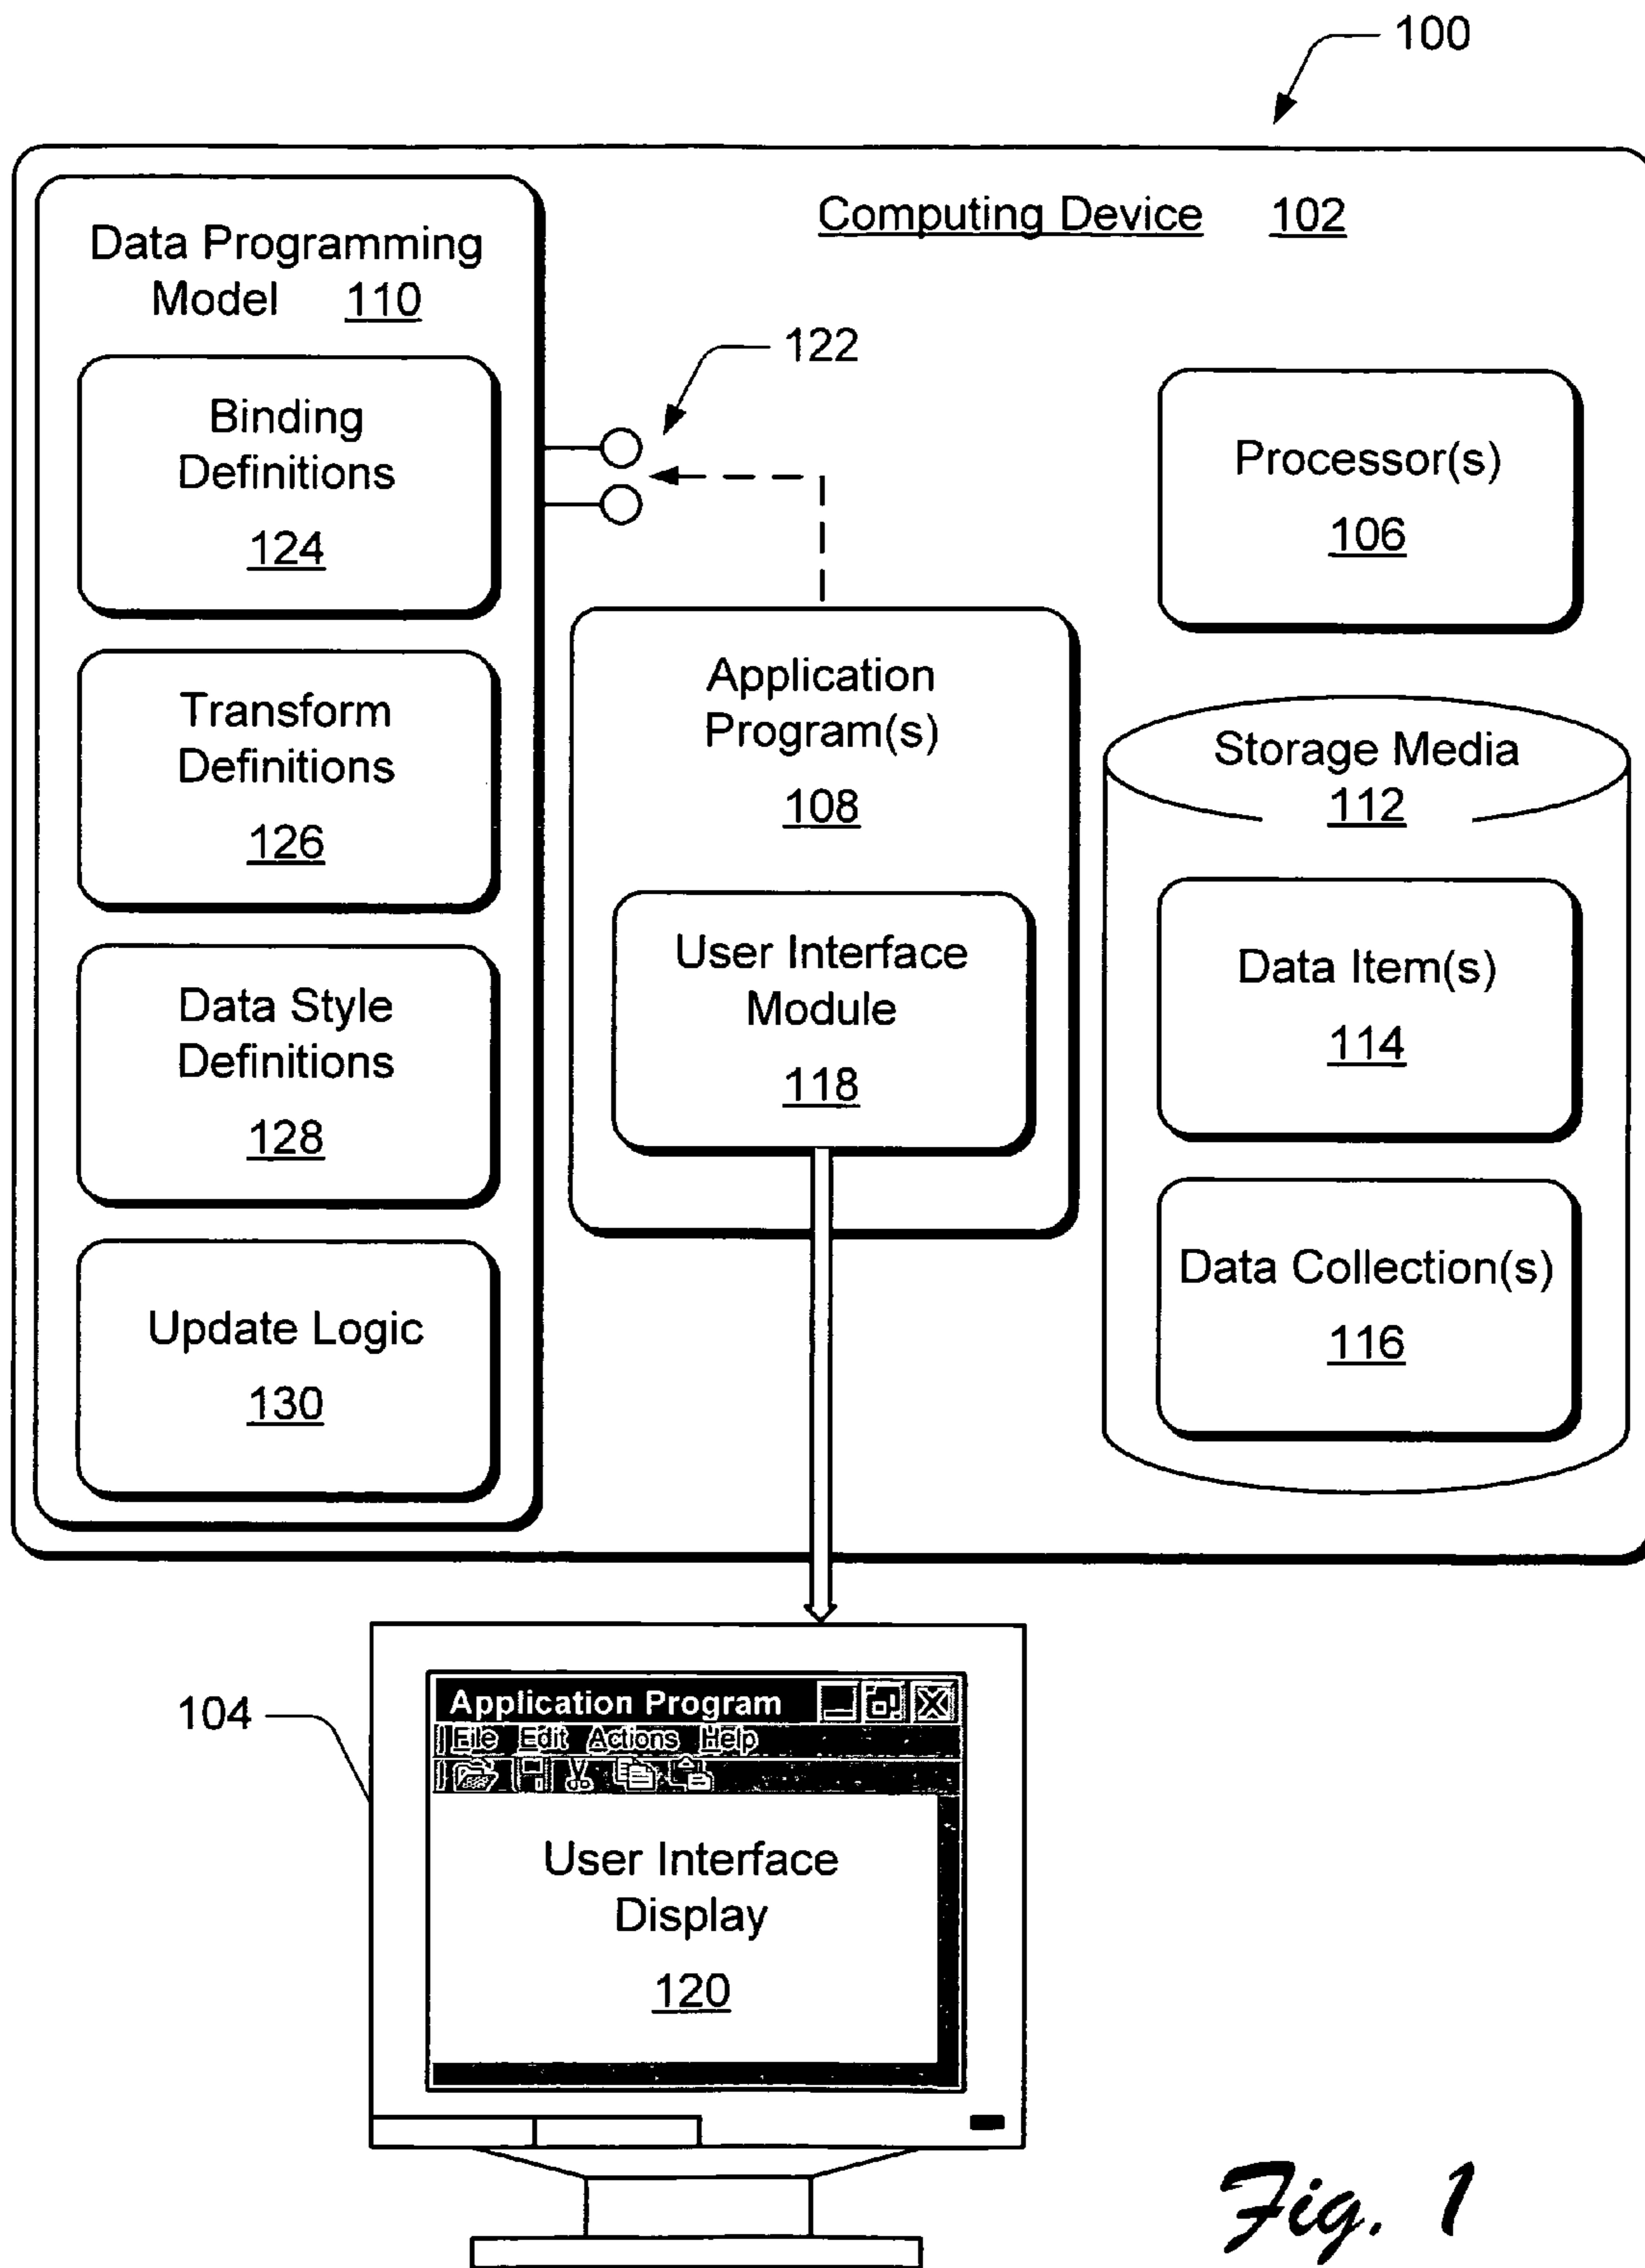 100
Computing Device 102
Data Programming
Model 110
122
Binding
Definitions
124
Processor(s)
106
Transform
Definitions
126
Application
Program(s)
108
Storage Media
112
User Interface
Module
118
Data Item(s)
114
Data Style
Definitions
128
Data Collection(s)
116
Update Logic
130
104
Application Program
File Edit Actions Help
User Interface
Display
120
Fig. 1